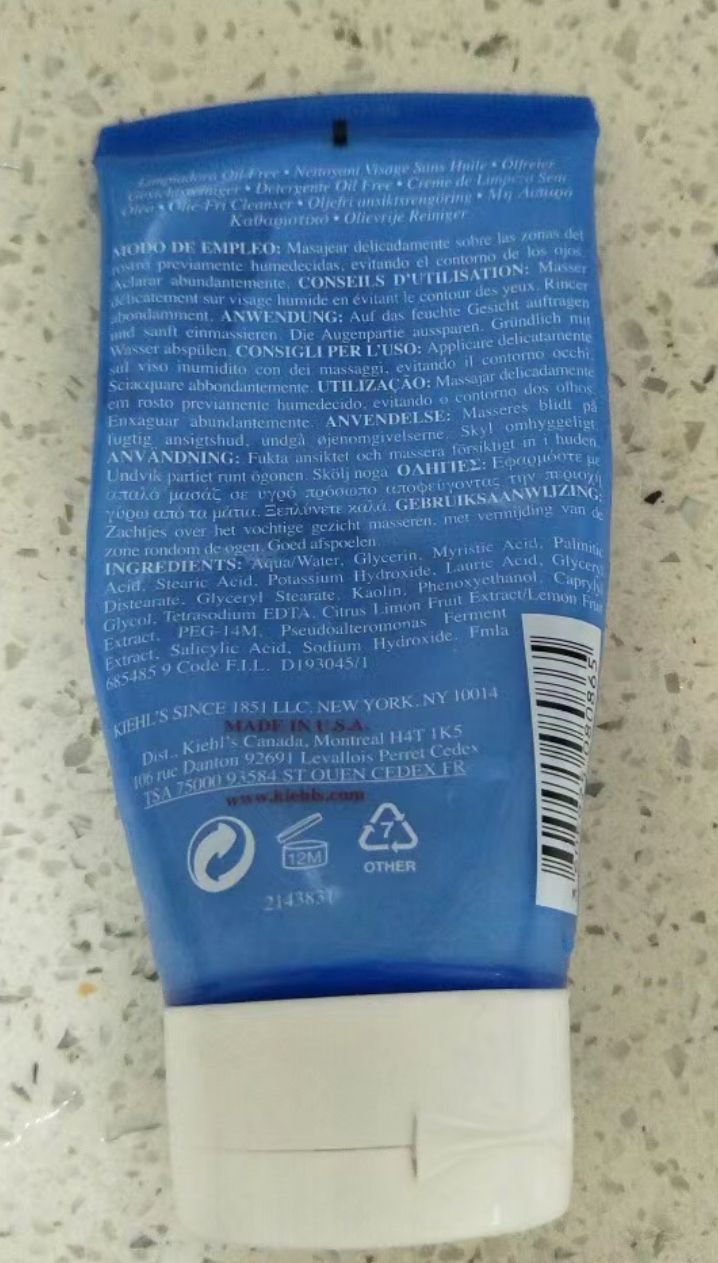 Limpiadora Oil-Free • Nettoyant Visage Sans Huile • Ölfreier
Gesichtsreiniger • Detergente Oil Free • Creme de Limpeza Sem
Óleo • Olie-Fri Cleanser • Oljefri ansiktsrengöring • Μη Λιπαρό
Καθαριστικό • Olievrije Reiniger
MODO DE EMPLEO: Masajear delicadamente sobre las zonas del
rostro previamente humedecidas, evitando el contorno de los ojos.
Aclarar abundantemente. CONSEILS D'UTILISATION: Masser
délicatement sur visage humide en évitant le contour des yeux. Rincer
abondamment. ANWENDUNG: Auf das feuchte Gesicht auftragen
und sanft einmassieren. Die Augenpartie aussparen. Gründlich mit
Wasser abspülen. CONSIGLI PER L'USO: Applicare delicatamente
sul viso inumidito con dei massaggi, evitando il contorno occhi.
Sciacquare abbondantemente. UTILIZAÇÃO: Massajar delicadamente
em rosto previamente humedecido, evitando o contorno dos olhos.
Enxaguar abundantemente. ANVENDELSE: Masseres blidt på
fugtig ansigtshud, undgå øjenomgivelserne. Skyl omhyggeligt.
ANVÄNDNING: Fukta ansiktet och massera försiktigt in i huden.
Undvik partiet runt ögonen. Skölj noga. ΟΔΗΓΙΕΣ: Εφαρμόστε με
απαλό μασάζ σε υγρό πρόσωπο αποφεύγοντας την περιοχή
γύρω από τα μάτια. Ξεπλύνετε καλά. GEBRUIKSAANWIJZING:
Zachtjes over het vochtige gezicht masseren, met vermijding van de
zone rondom de ogen. Goed afspoelen.
INGREDIENTS: Aqua/Water, Glycerin, Myristic Acid, Palmitic
Acid, Stearic Acid, Potassium Hydroxide, Lauric Acid, Glyceryl
Distearate, Glyceryl Stearate, Kaolin, Phenoxyethanol, Caprylyl
Glycol, Tetrasodium EDTA, Citrus Limon Fruit Extract/Lemon Fruit
Extract, PEG-14M, Pseudoalteromonas Ferment
Extract, Salicylic Acid, Sodium Hydroxide. Fmla
685485 9 Code F.I.L. D193045/1
KIEHL'S SINCE 1851 LLC, NEW YORK, NY 10014
MADE IN U.S.A.
Dist., Kiehl's Canada, Montreal H4T 1K5
106 rue Danton 92691 Levallois Perret Cedex
TSA 75000 93584 ST OUEN CEDEX FR
www.kiehls.com
12M
7
OTHER
2143831